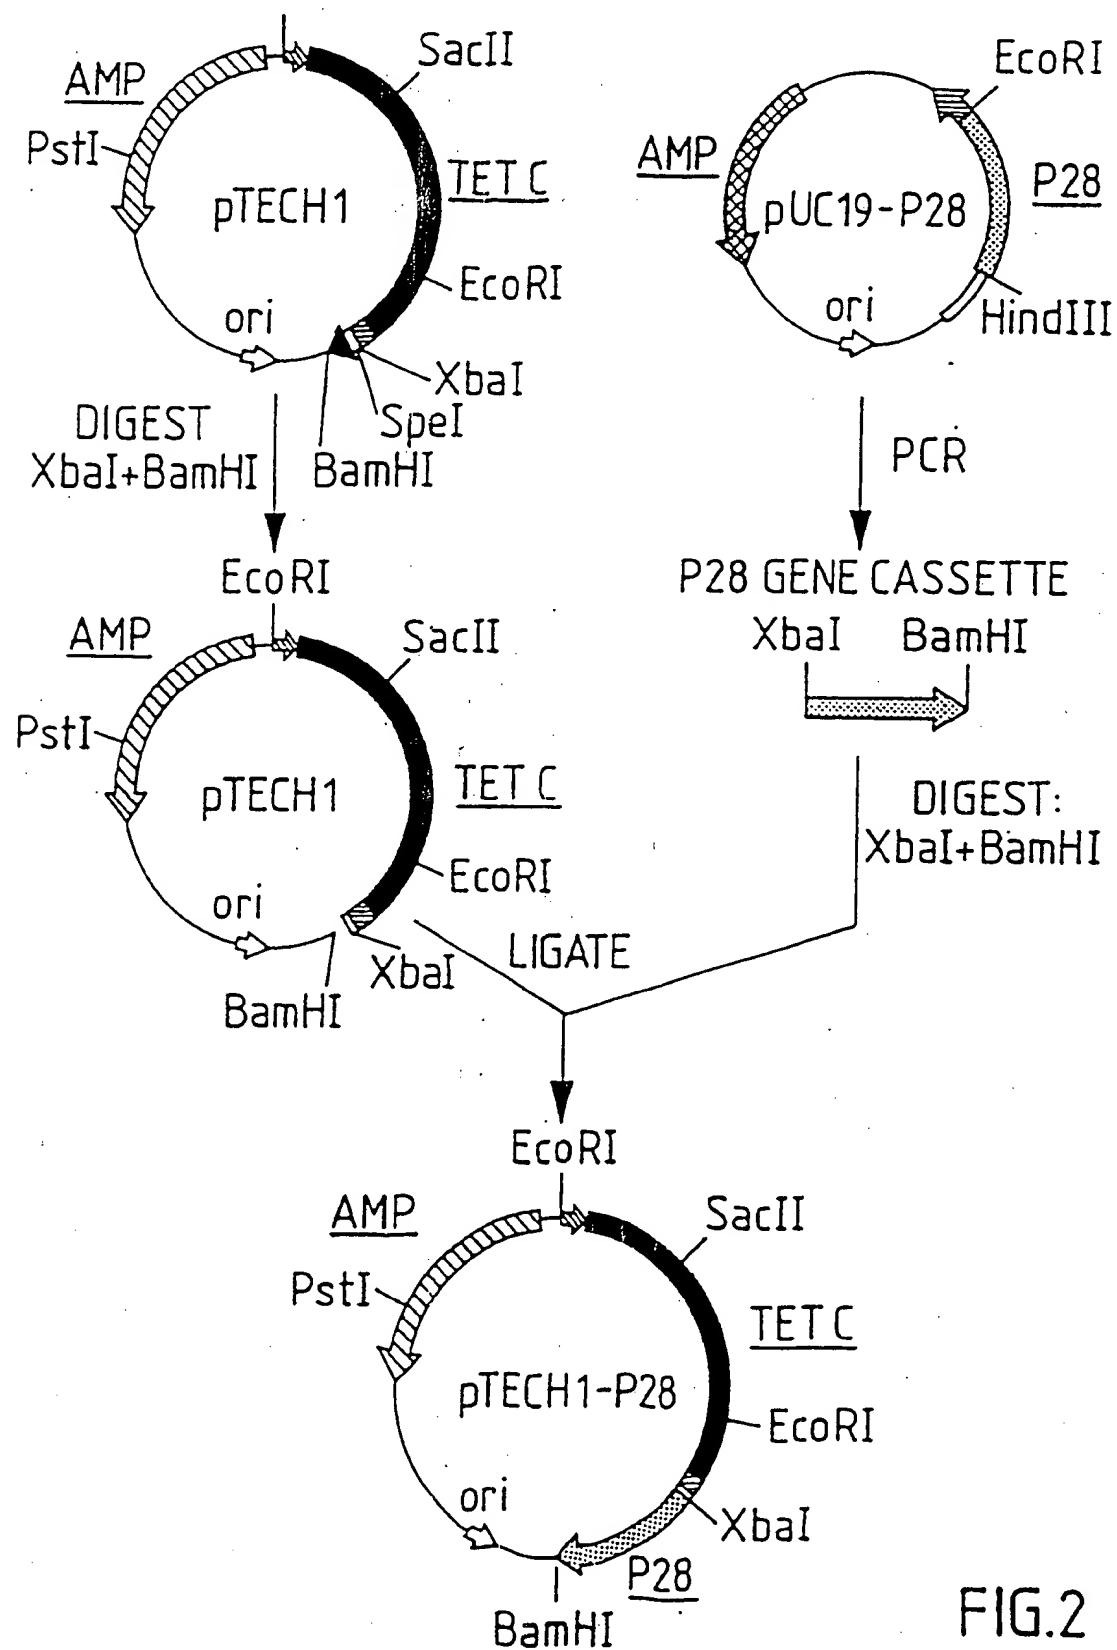 SacII
AMP
PstI
pTECH1
TET C
EcoRI
ori
XbaI
SpeI
BamHI
EcoRI
AMP
pUC19-P28
P28
ori
HindIII
DIGEST
XbaI+BamHI
PCR
P28 GENE CASSETTE
XbaI BamHI
EcoRI
AMP
SacII
PstI
pTECH1
TET C
EcoRI
ori
XbaI
BamHI
DIGEST:
XbaI+BamHI
LIGATE
EcoRI
AMP
SacII
PstI
TET C
pTECH1-P28
EcoRI
ori
XbaI
P28
BamHI
FIG.2